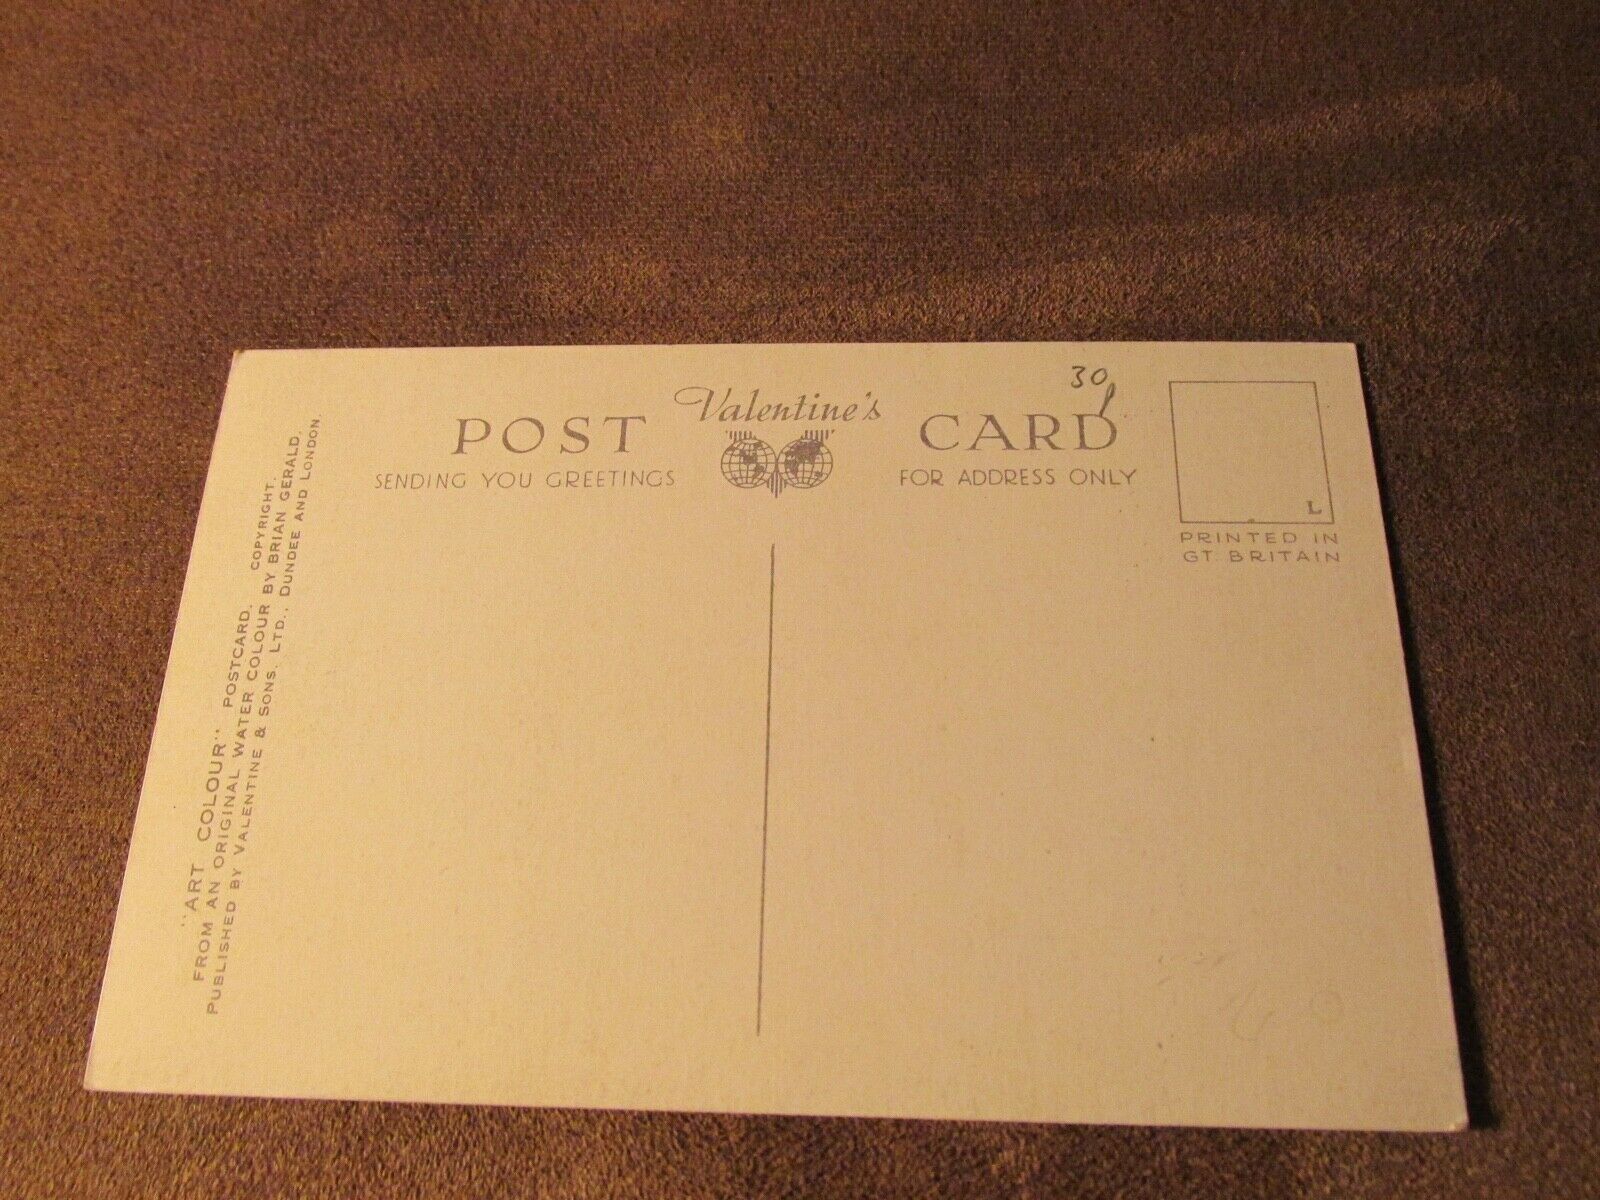 Valentine's
POST CARD
SENDING YOU GREETINGS
FOR ADDRESS ONLY
30
L
PRINTED IN
GT. BRITAIN
"ART COLOUR" POSTCARD. COPYRIGHT.
FROM AN ORIGINAL WATER COLOUR BY BRIAN GERALD.
PUBLISHED BY VALENTINE & SONS. LTD., DUNDEE AND LONDON.